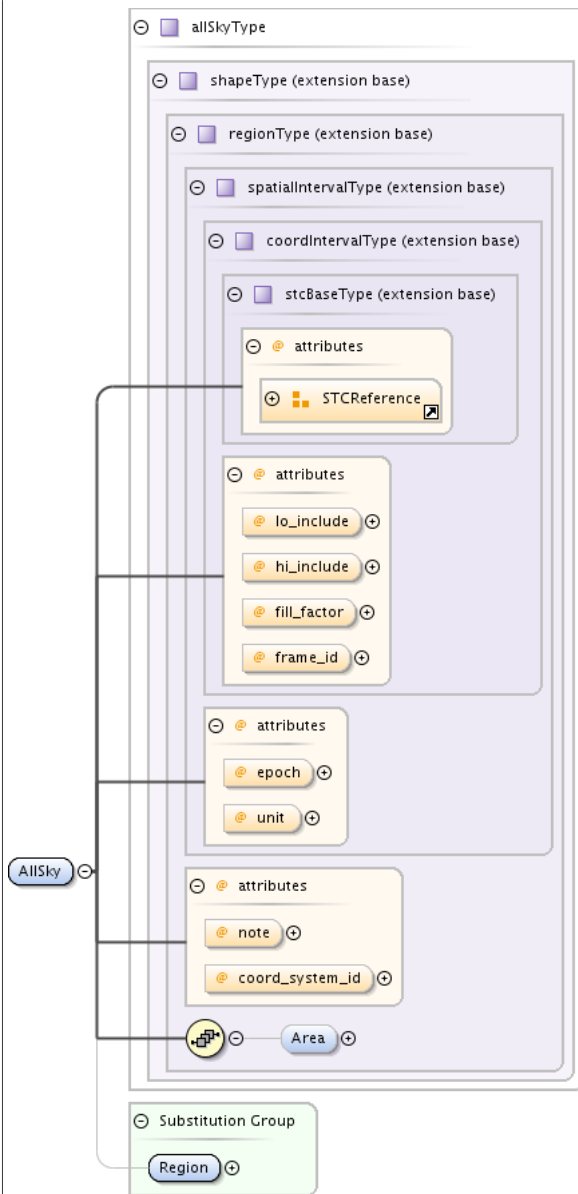 allSkyType
shapeType (extension base)
regionType (extension base)
spatialIntervalType (extension base)
coordIntervalType (extension base)
stcBaseType (extension base)
@ attributes
STCReference
@ attributes
@ lo_include
@ hi_include
@ fill_factor
@ frame_id
@ attributes
@ epoch
@ unit
AllSky
@ attributes
@ note
@ coord_system_id
Area
Substitution Group
Region